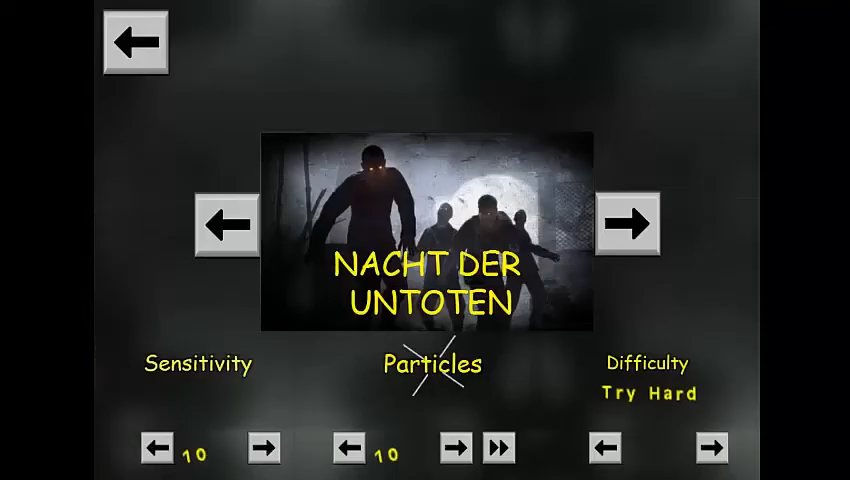 NACHT DER
UNTOTEN
Sensitivity
Particles
Difficulty
Try Hard
10
10